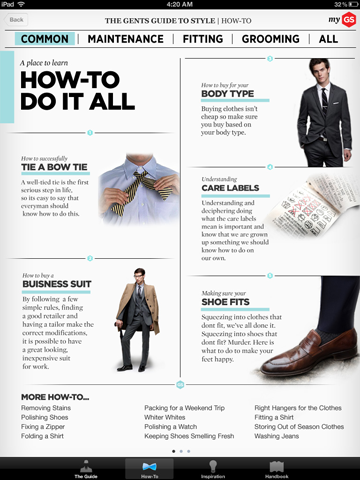 iPad
4:20 AM
32%
Back
THE GENTS GUIDE TO STYLE | HOW-TO
my GS
COMMON | MAINTENANCE | FITTING | GROOMING | ALL
A place to learn
HOW-TO
DO IT ALL
How to successfully
TIE A BOW TIE
A well-tied tie is the first
serious step in life,
so its easy to say that
everyman should
know how to do this.
How to buy a
BUISNESS SUIT
By following a few
simple rules, finding
a good retailer and
having a tailor make the
correct modifications,
it is possible to have
a great looking,
inexpensive suit
for work.
How to buy for your
BODY TYPE
Buying clothes isn't
cheap so make sure
you buy based on
your body type.
Understanding
CARE LABELS
Understanding and
deciphering doing
what the care labels
mean is important and
know that we are grown
up something we should
know how to do on
our own.
Making sure your
SHOE FITS
Squeezing into clothes that
dont fit, we've all done it.
Squeezing into shoes that
dont fit? Murder. Here is
what to do to make your
feet happy.
MORE HOW-TO...
Removing Stains
Polishing Shoes
Fixing a Zipper
Folding a Shirt
Packing for a Weekend Trip
Whiter Whites
Polishing a Watch
Keeping Shoes Smelling Fresh
Right Hangers for the Clothes
Fitting a Shirt
Storing Out of Season Clothes
Washing Jeans
The Guide
How-To
Inspiration
Handbook